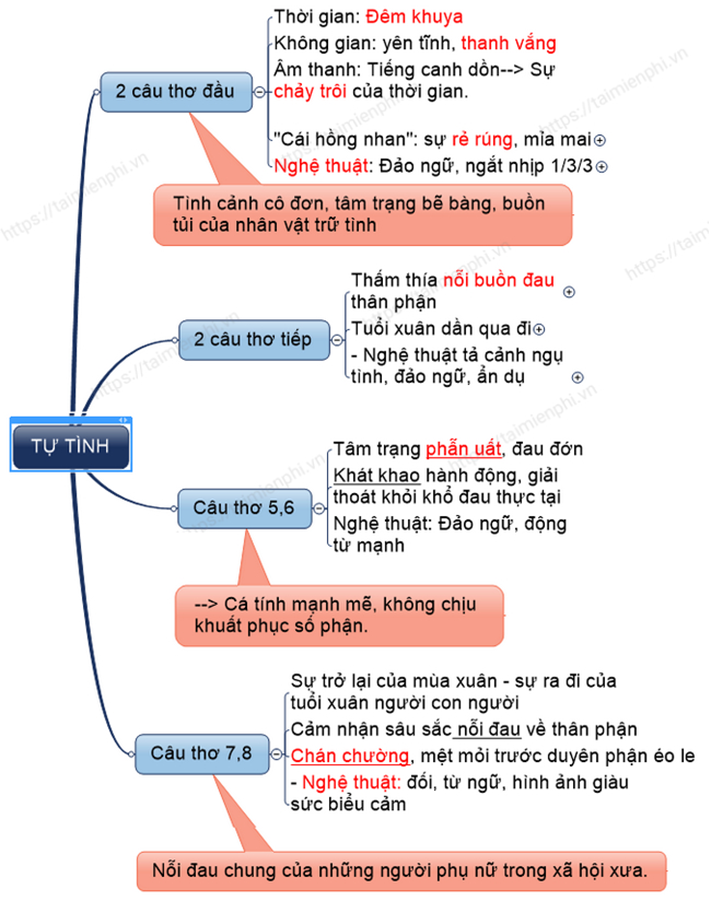 Thời gian: Đêm khuya
Không gian: yên tĩnh, thanh vắng
Âm thanh: Tiếng canh dồn--> Sự
chảy trôi của thời gian.
2 câu thơ đầu
"Cái hồng nhan": sự rẻ rúng, mỉa mai
Nghệ thuật: Đảo ngữ, ngắt nhịp 1/3/3
Tình cảnh cô đơn, tâm trạng bẽ bàng, buồn
tủi của nhân vật trữ tình
https://taimienphi.vn
https://taimienphi.vn
Thấm thía nỗi buồn đau
thân phận
2 câu thơ tiếp
Tuổi xuân dần qua đi
- Nghệ thuật tả cảnh ngụ
tình, đảo ngữ, ẩn dụ
https://taimienphi.vn
TỰ TÌNH
Tâm trạng phẫn uất, đau đớn
Khát khao hành động, giải
thoát khỏi khổ đau thực tại
Câu thơ 5,6
Nghệ thuật: Đảo ngữ, động
từ mạnh
--> Cá tính mạnh mẽ, không chịu
khuất phục số phận.
Sự trở lại của mùa xuân - sự ra đi của
tuổi xuân người con người
Cảm nhận sâu sắc nỗi đau về thân phận
Câu thơ 7,8
Chán chường, mệt mỏi trước duyên phận éo le
- Nghệ thuật: đối, từ ngữ, hình ảnh giàu
sức biểu cảm
Nỗi đau chung của những người phụ nữ trong xã hội xưa.